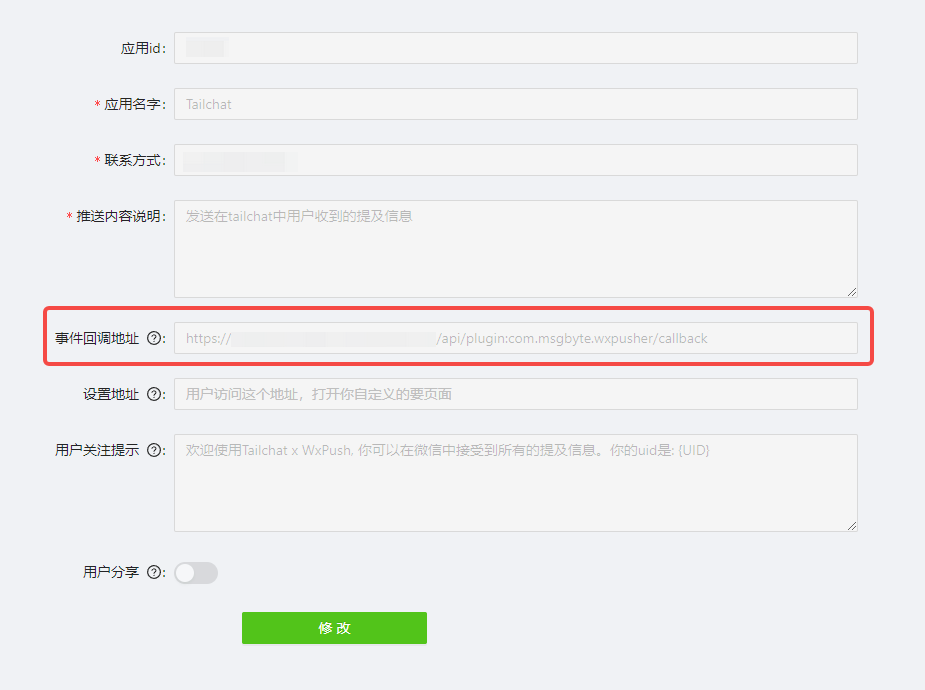 应用id:
* 应用名字: Tailchat
* 联系方式:
* 推送内容说明: 发送在tailchat中用户收到的提及信息
事件回调地址 ?: https:// /api/plugin:com.msgbyte.wxpusher/callback
设置地址 ?: 用户访问这个地址，打开你自定义的要页面
用户关注提示 ?: 欢迎使用Tailchat x WxPush, 你可以在微信中接受到所有的提及信息。你的uid是: {UID}
用户分享 ?:
修 改